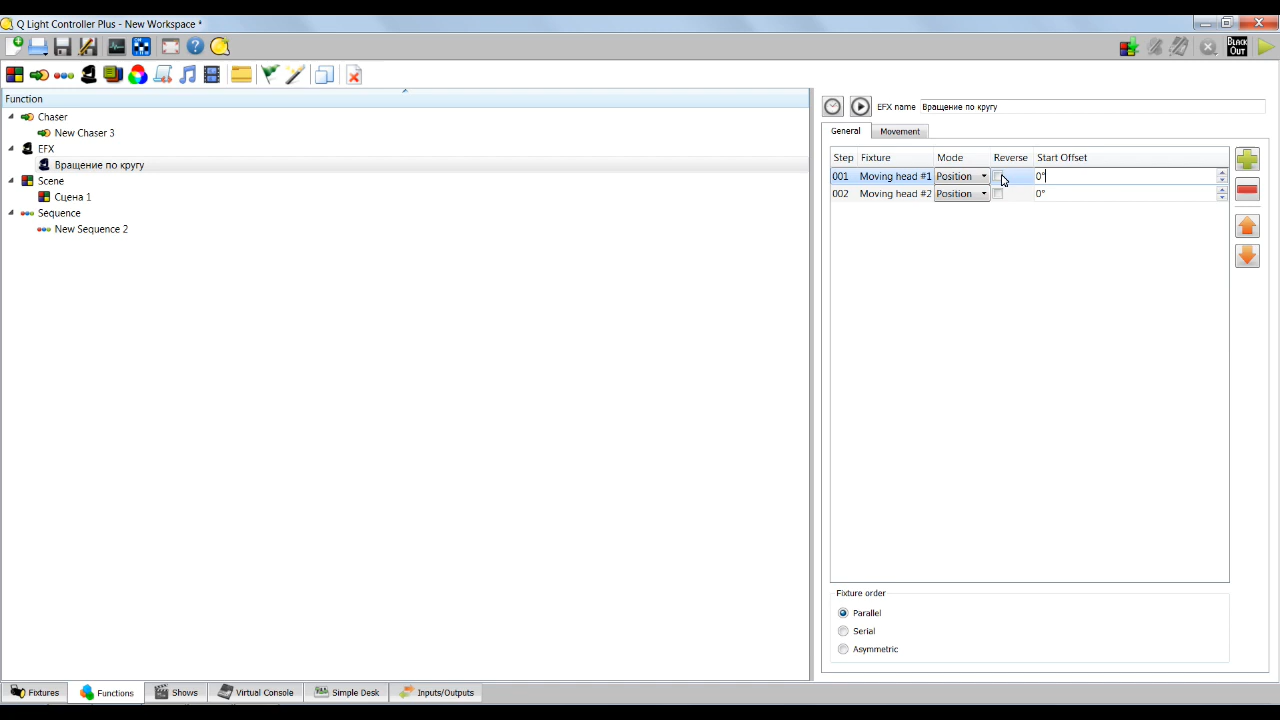 Q Light Controller Plus - New Workspace *
BLACK
OUT
Function
Chaser
New Chaser 3
EFX
Вращение по кругу
Scene
Сцена 1
Sequence
New Sequence 2
EFX name Вращение по кругу
General Movement
Step Fixture Mode Reverse Start Offset
001 Moving head #1 Position 0°
002 Moving head #2 Position 0°
Fixture order
Parallel
Serial
Asymmetric
Fixtures Functions Shows Virtual Console Simple Desk Inputs/Outputs